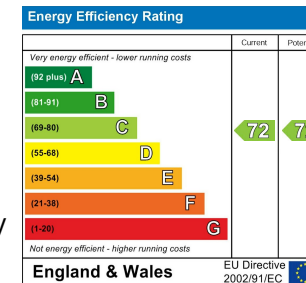 Energy Efficiency Rating
Current
Very energy efficient - lower running costs
(92 plus) A
(81-91) B
(69-80) C 72
(55-68) D
(39-54) E
(21-38) F
(1-20) G
Not energy efficient - higher running costs
England & Wales
EU Directive
2002/91/EC